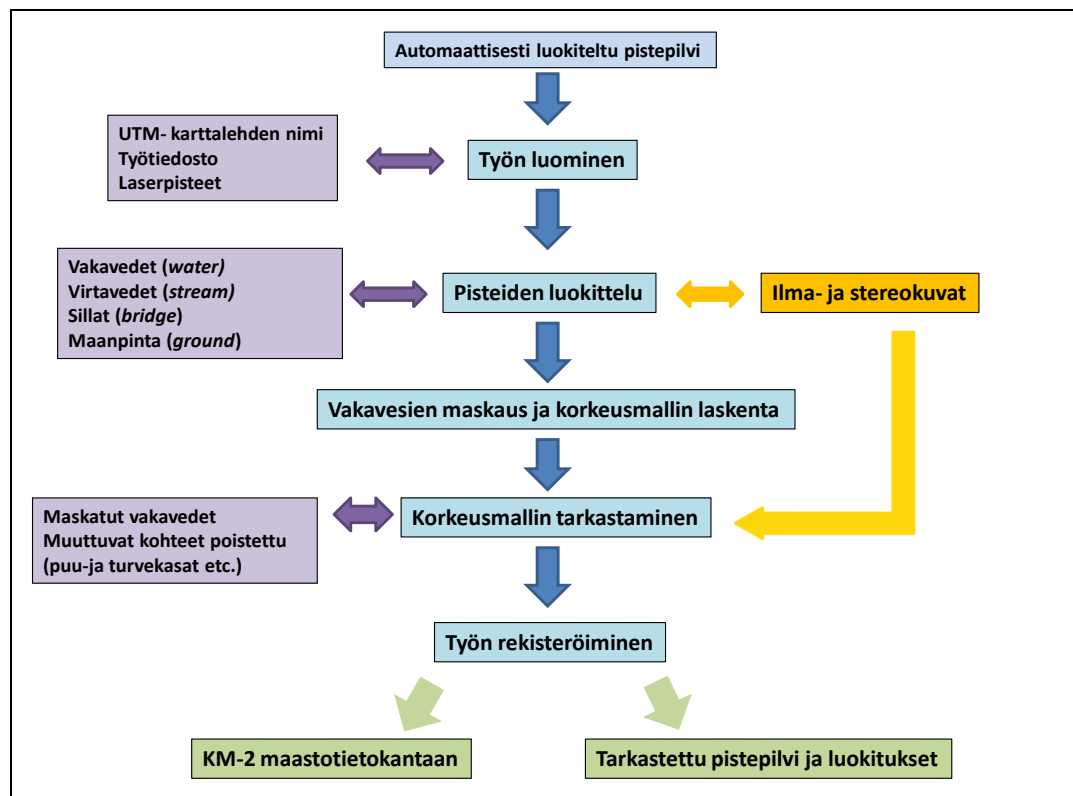 Automaattisesti luokiteltu pistepilvi
UTM- karttalehden nimi
Työtiedosto
Laserpisteet
Työn luominen
Vakavedet (water)
Virtavedet (stream)
Sillat (bridge)
Maanpinta (ground)
Pisteiden luokittelu
Ilma- ja stereokuvat
Vakavesien maskaus ja korkeusmallin laskenta
Maskatut vakavedet
Muuttuvat kohteet poistettu
(puu-ja turvekasat etc.)
Korkeusmallin tarkastaminen
Työn rekisteröiminen
KM-2 maastotietokantaan
Tarkastettu pistepilvi ja luokitukset